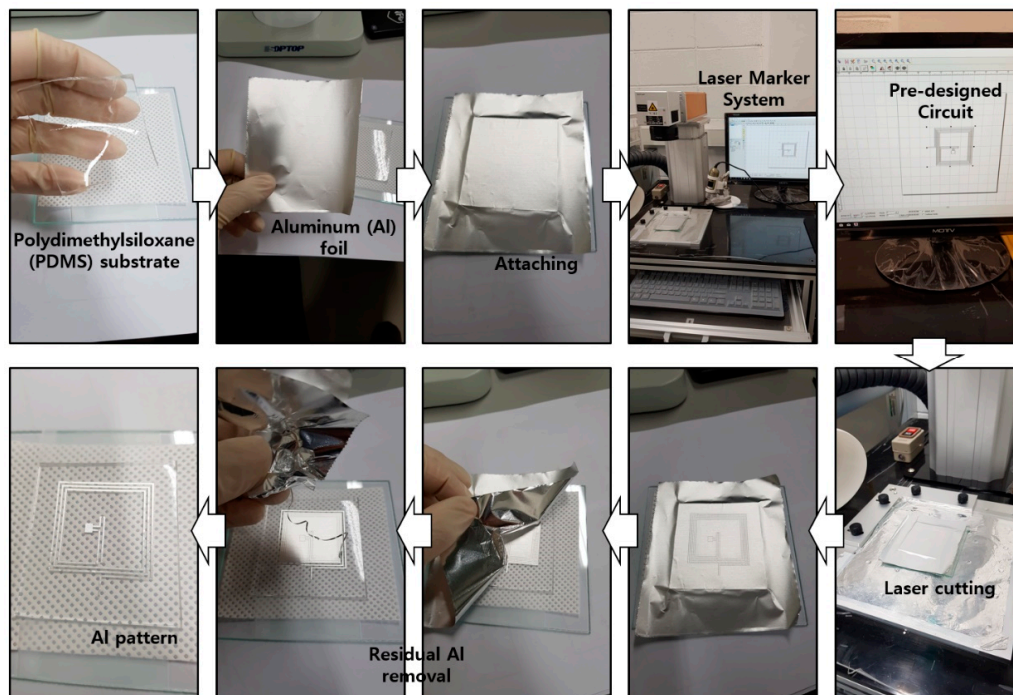 TOPTOP
Polydimethylsiloxane
(PDMS) substrate
Aluminum (Al)
foil
Attaching
Laser Marker
System
Pre-designed
Circuit
Al pattern
Residual Al
removal
Laser cutting